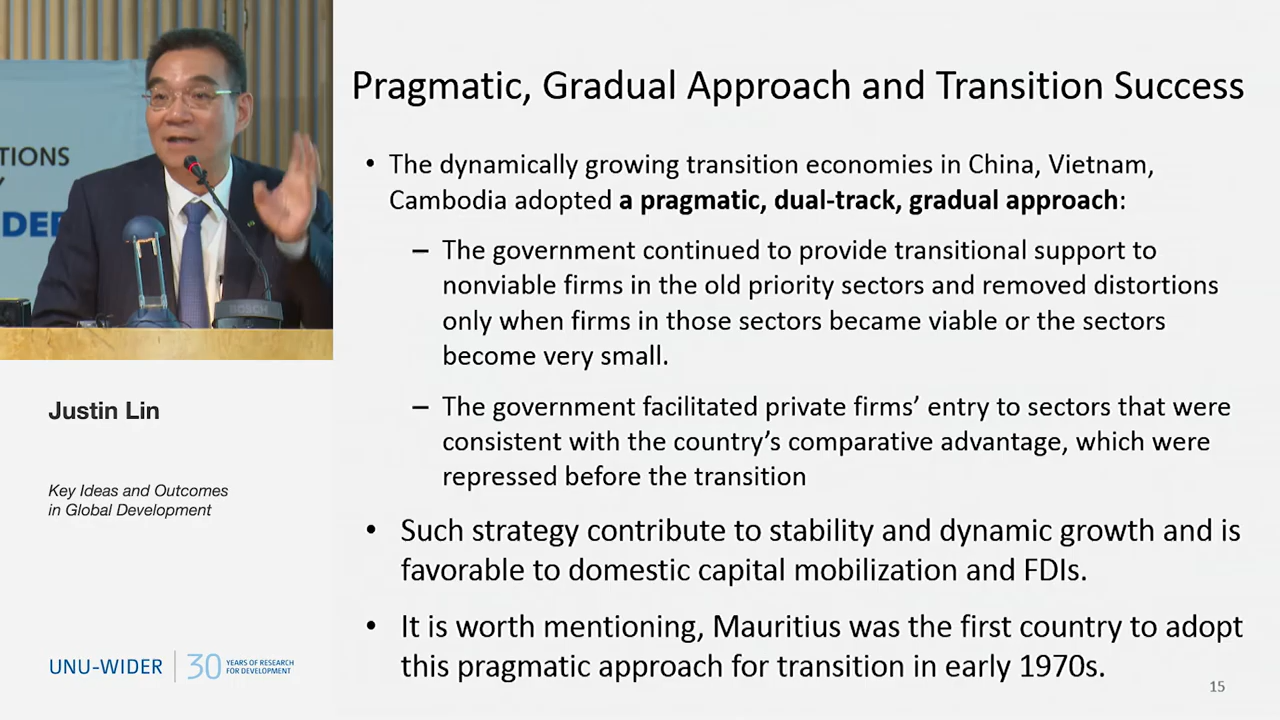 TIONS
Y
DE
BOSCH
Justin Lin
Key Ideas and Outcomes
in Global Development
UNU-WIDER
30 YEARS OF RESEARCH
FOR DEVELOPMENT
Pragmatic, Gradual Approach and Transition Success
• The dynamically growing transition economies in China, Vietnam,
Cambodia adopted a pragmatic, dual-track, gradual approach:
– The government continued to provide transitional support to
nonviable firms in the old priority sectors and removed distortions
only when firms in those sectors became viable or the sectors
become very small.
– The government facilitated private firms’ entry to sectors that were
consistent with the country’s comparative advantage, which were
repressed before the transition
• Such strategy contribute to stability and dynamic growth and is
favorable to domestic capital mobilization and FDIs.
• It is worth mentioning, Mauritius was the first country to adopt
this pragmatic approach for transition in early 1970s.
15